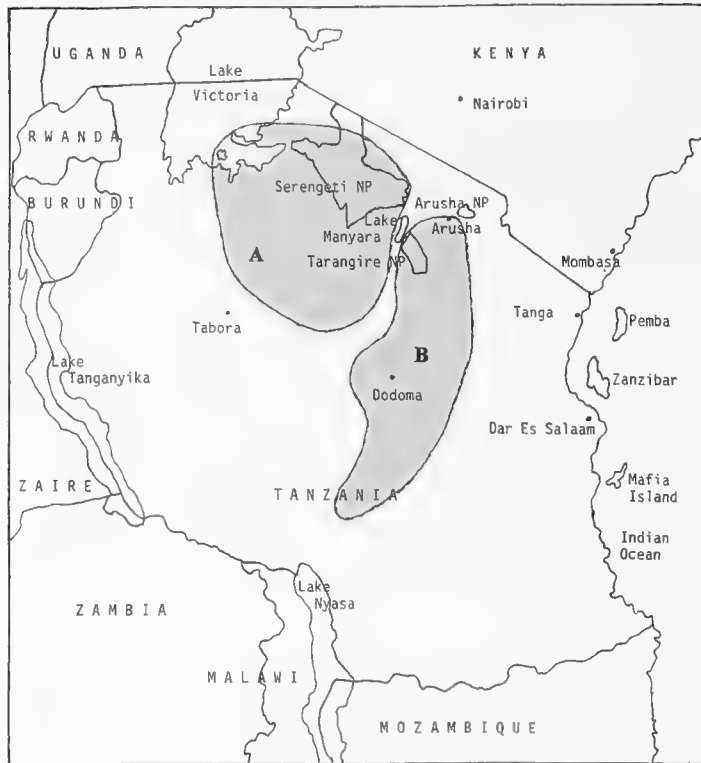 UGANDA
KENYA
Lake
Victoria
Nairobi
RWANDA
BURUNDI
Serengeti NP
Arusha NP
Lake
Arusha
Manyara
A
Tarangire NP
Mombasa
Tabora
Tanga
Pemba
B
Lake
Tanganyika
Dodoma
Zanzibar
Dar Es Salaam
ZAIRE
TANZANIA
Mafia
Island
Indian
Ocean
Lake
Nyasa
ZAMBIA
MALAWI
MOZAMBIQUE